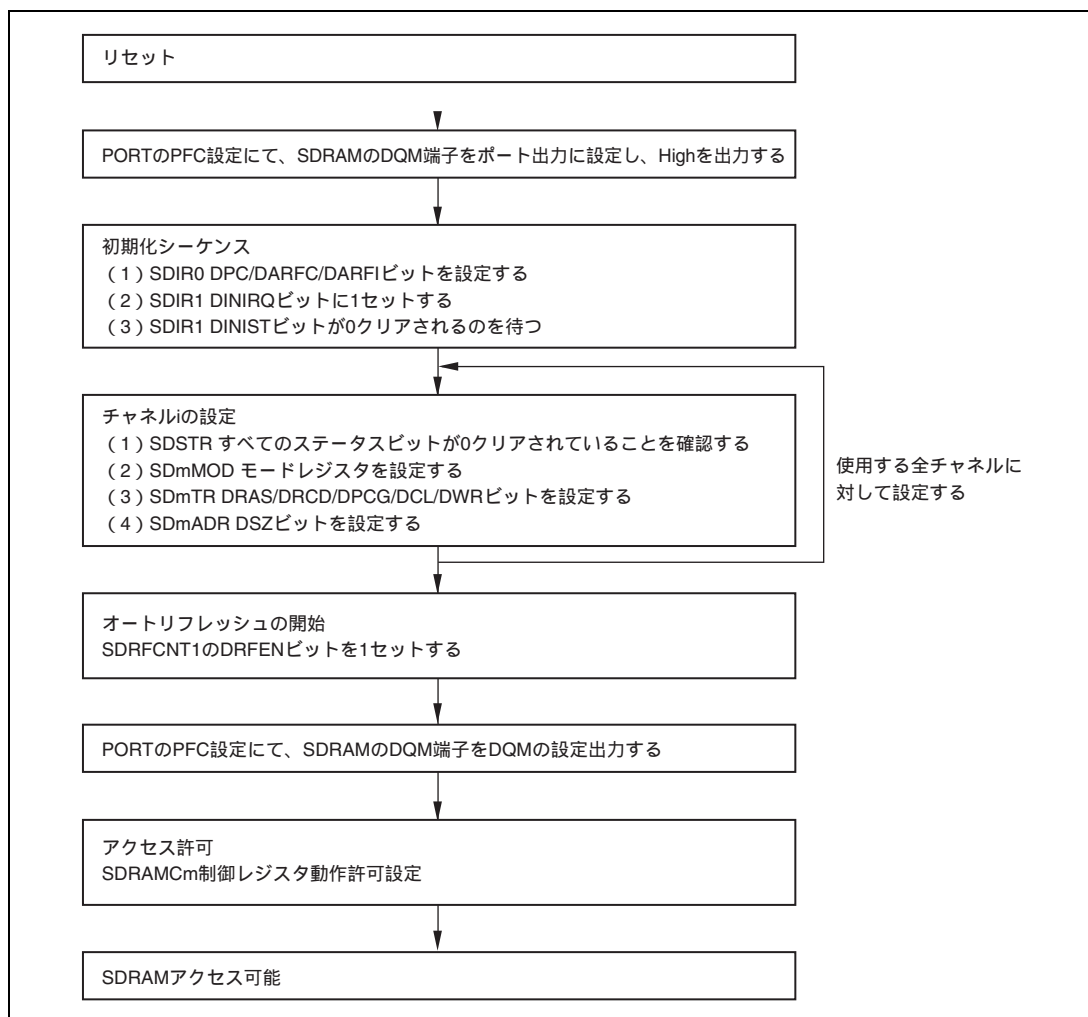 リセット
PORTのPFC設定にて、SDRAMのDQM端子をポート出力に設定し、Highを出力する
初期化シーケンス
（1）SDIR0 DPC/DARFC/DARFIビットを設定する
（2）SDIR1 DINIRQビットに1セットする
（3）SDIR1 DINISTビットが0クリアされるのを待つ
チャネルiの設定
（1）SDSTR すべてのステータスビットが0クリアされていることを確認する
（2）SDmMOD モードレジスタを設定する
（3）SDmTR DRAS/DRCD/DPCG/DCL/DWRビットを設定する
（4）SDmADR DSZビットを設定する
使用する全チャネルに
対して設定する
オートリフレッシュの開始
SDRFCNT1のDRFENビットを1セットする
PORTのPFC設定にて、SDRAMのDQM端子をDQMの設定出力する
アクセス許可
SDRAMCm制御レジスタ動作許可設定
SDRAMアクセス可能